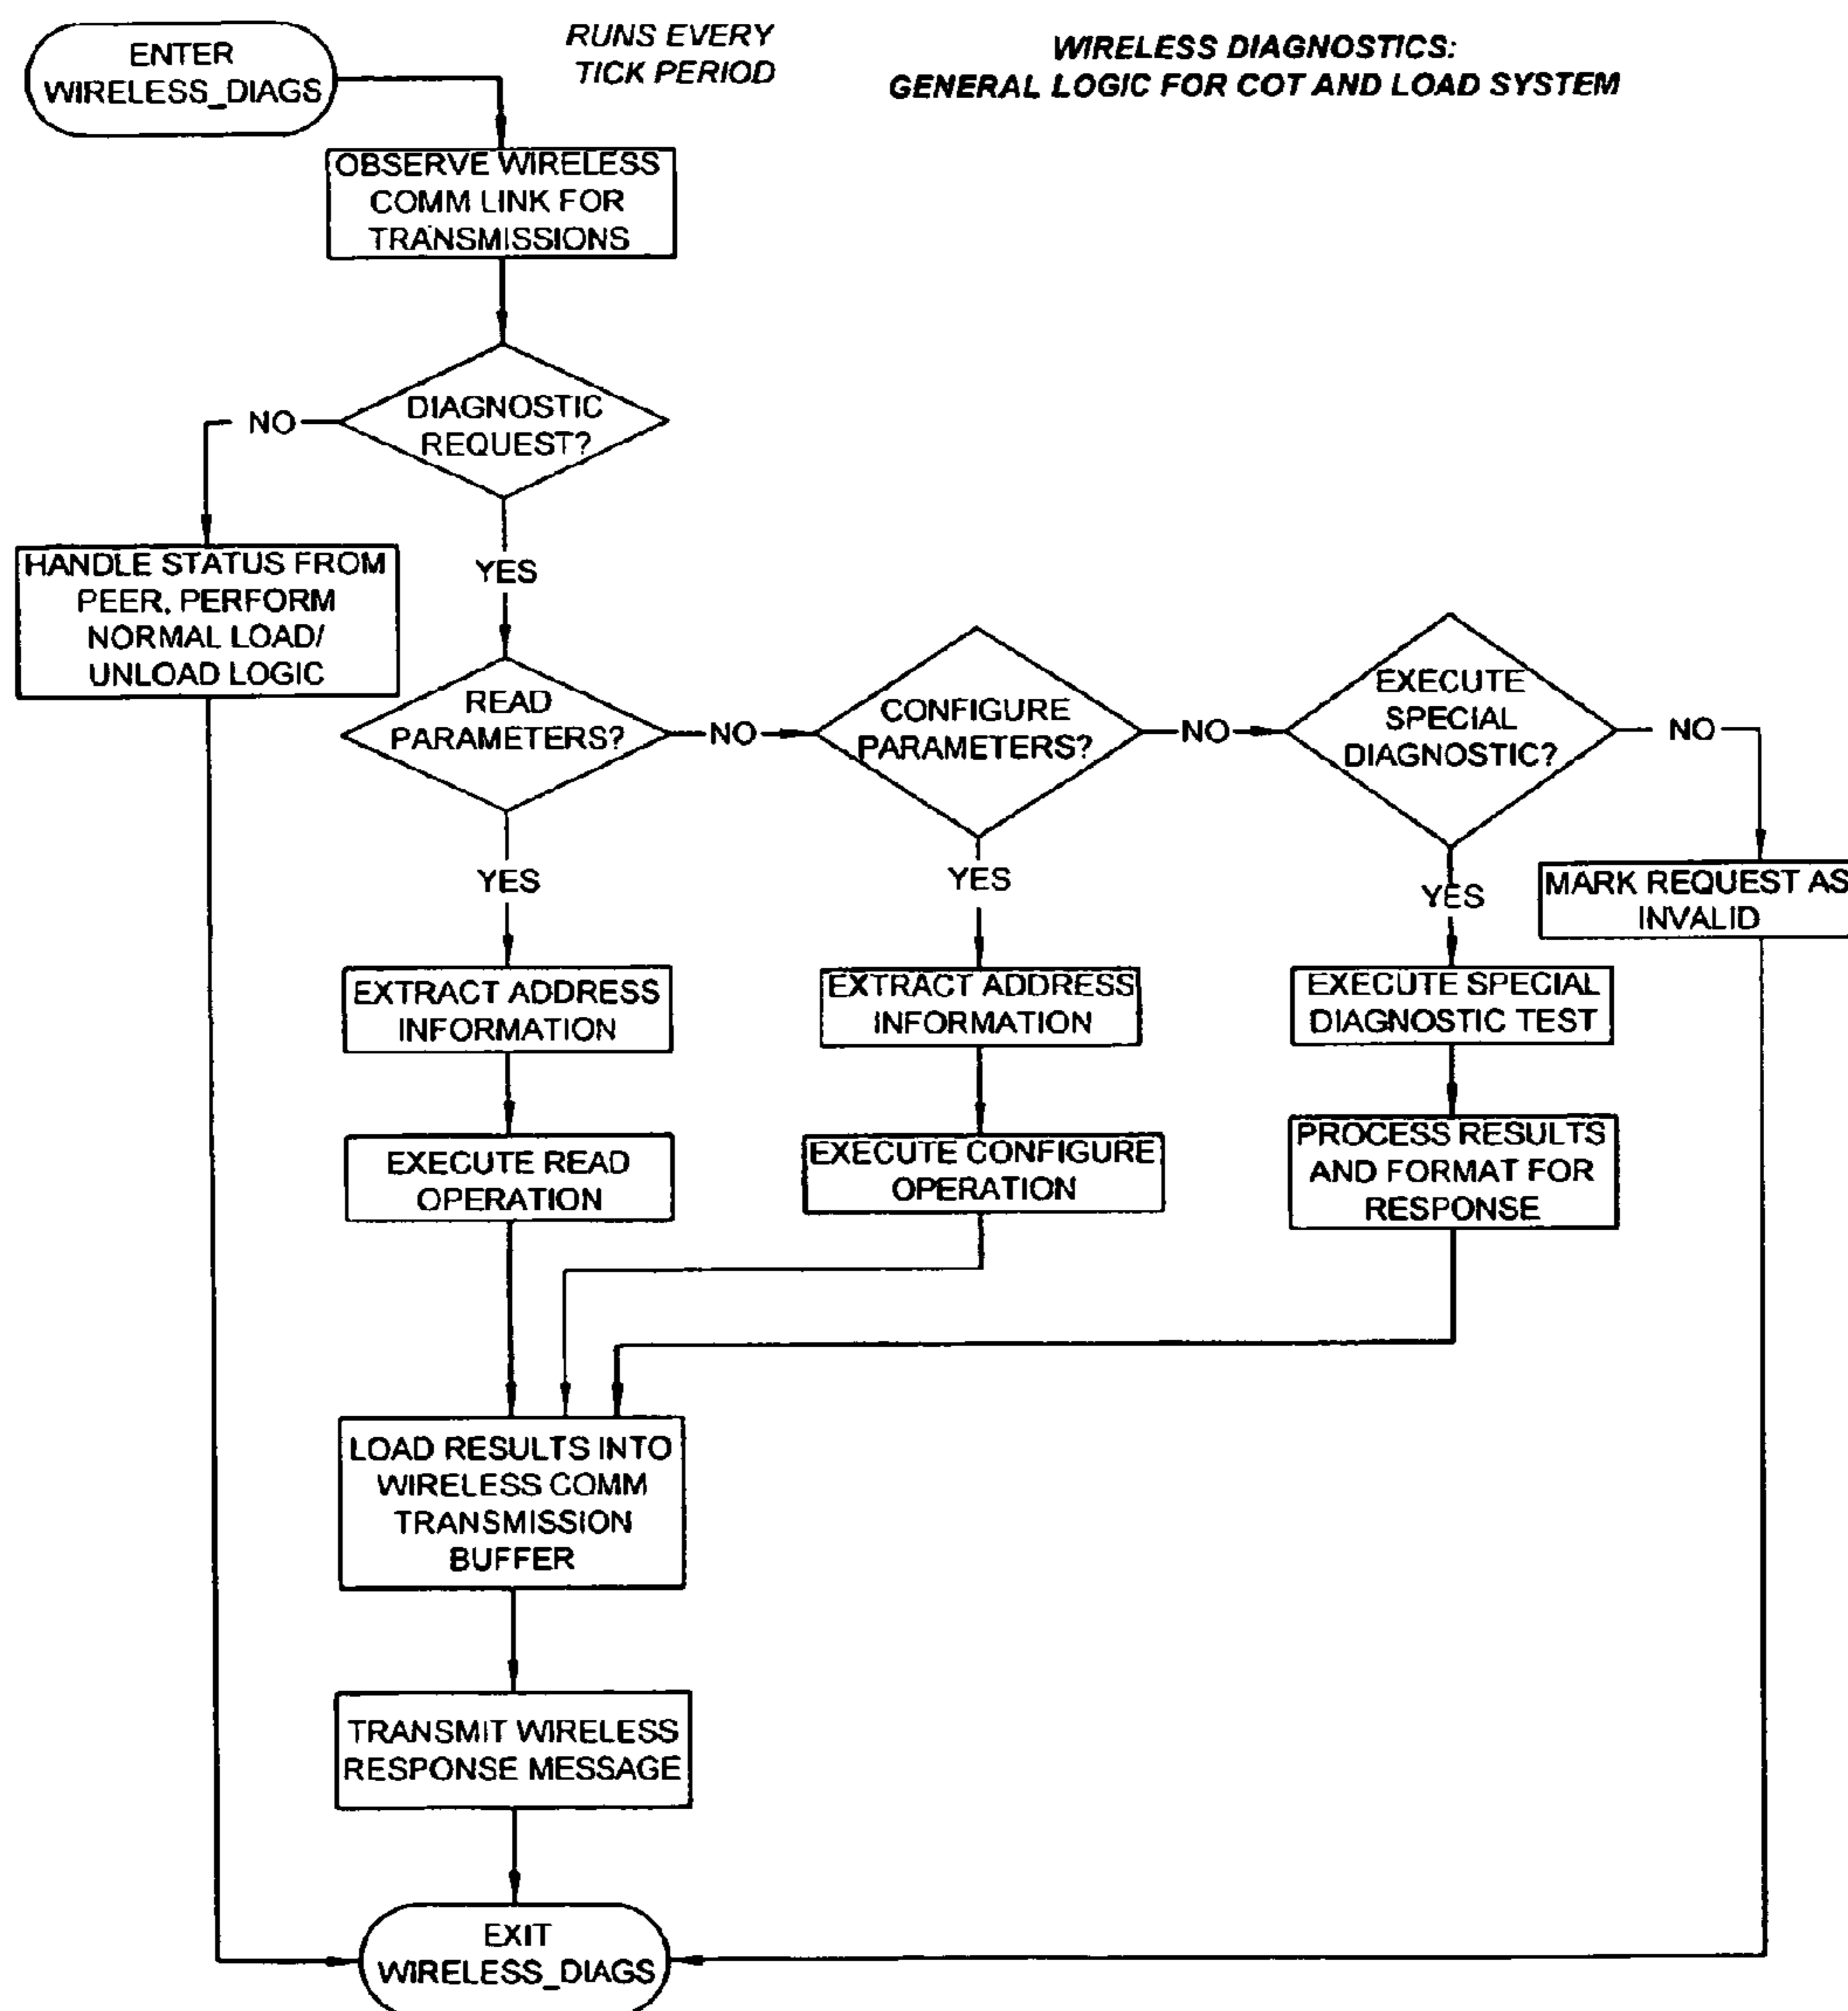 ENTER
WIRELESS_DIAGS
RUNS EVERY
TICK PERIOD
WIRELESS DIAGNOSTICS:
GENERAL LOGIC FOR COT AND LOAD SYSTEM
OBSERVE WIRELESS
COMM LINK FOR
TRANSMISSIONS
DIAGNOSTIC
REQUEST?
NO
YES
HANDLE STATUS FROM
PEER, PERFORM
NORMAL LOAD/
UNLOAD LOGIC
READ
PARAMETERS?
NO
CONFIGURE
PARAMETERS?
NO
EXECUTE
SPECIAL
DIAGNOSTIC?
NO
YES
YES
YES
MARK REQUEST AS
INVALID
EXTRACT ADDRESS
INFORMATION
EXTRACT ADDRESS
INFORMATION
EXECUTE SPECIAL
DIAGNOSTIC TEST
EXECUTE READ
OPERATION
EXECUTE CONFIGURE
OPERATION
PROCESS RESULTS
AND FORMAT FOR
RESPONSE
LOAD RESULTS INTO
WIRELESS COMM
TRANSMISSION
BUFFER
TRANSMIT WIRELESS
RESPONSE MESSAGE
EXIT
WIRELESS_DIAGS